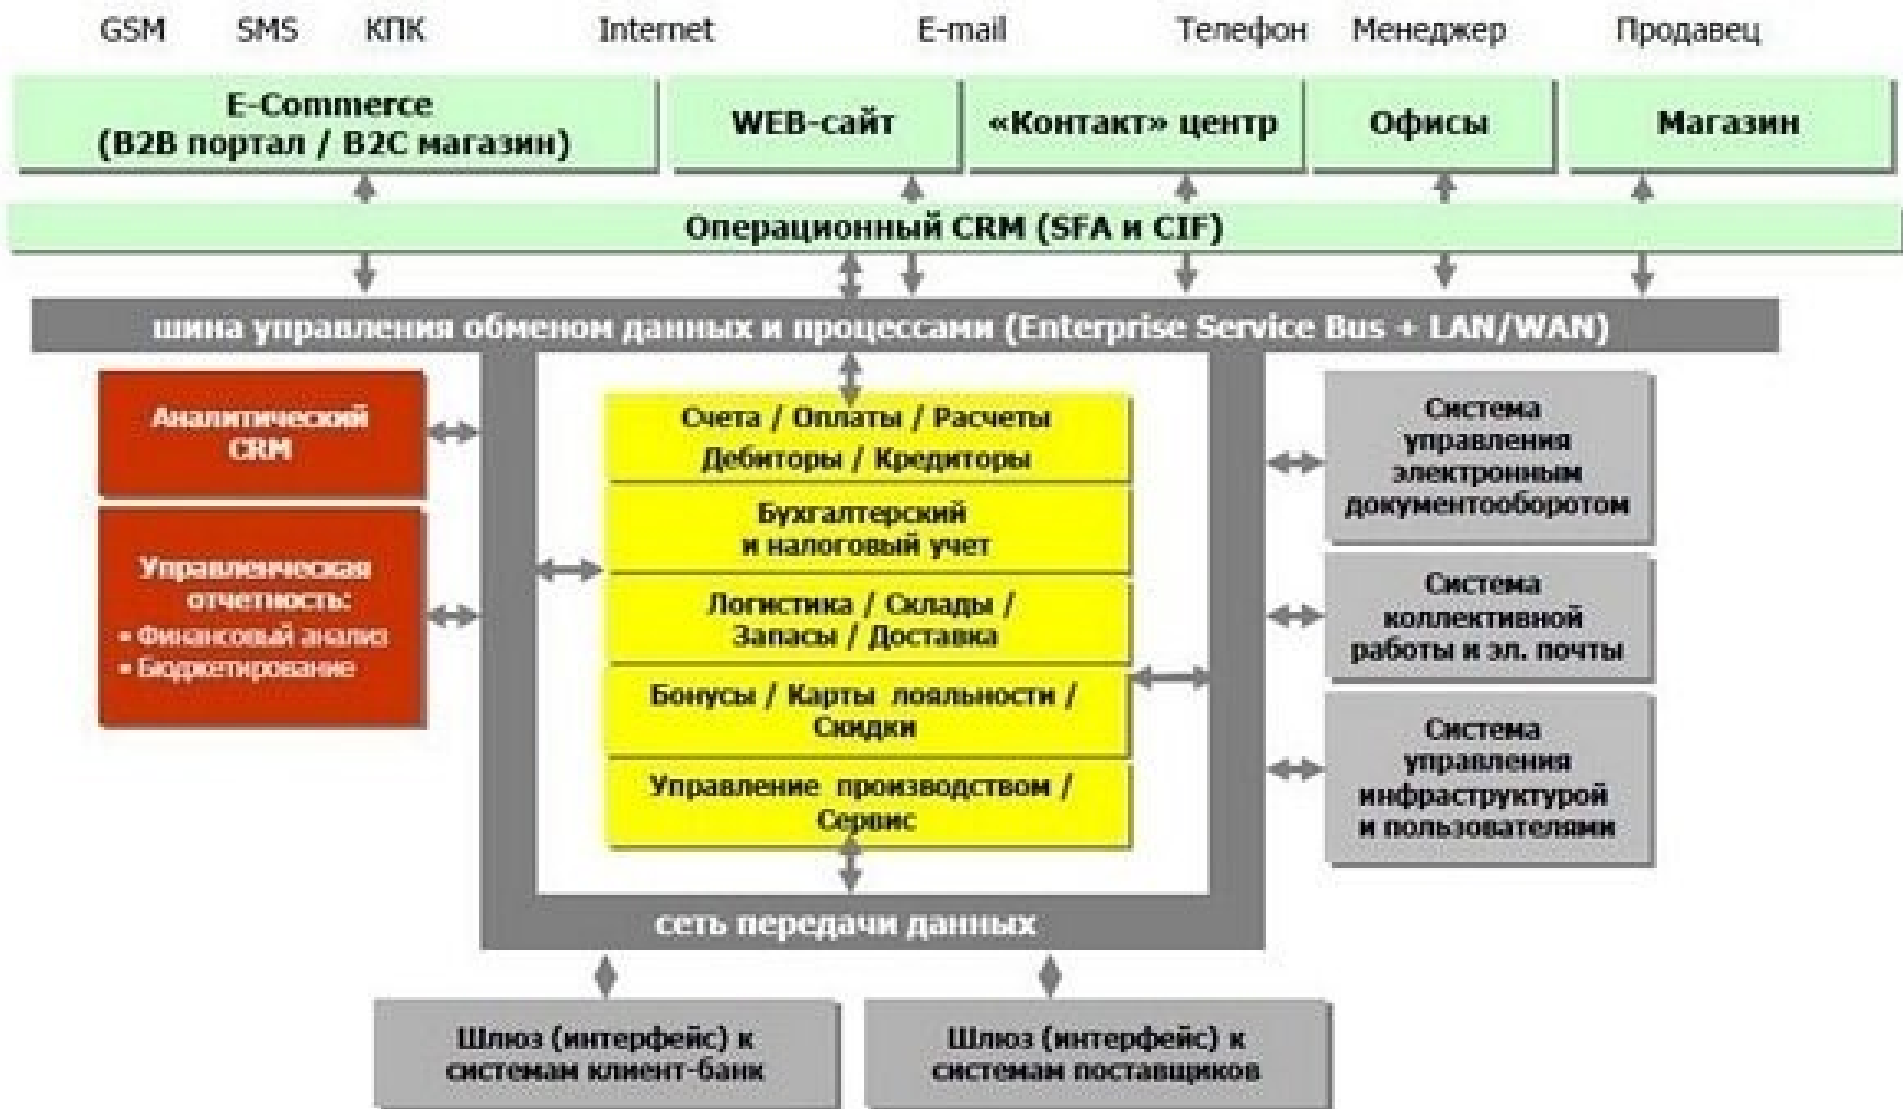 GSM SMS КПК Internet E-mail Телефон Менеджер Продавец
E-Commerce
(B2B портал / B2C магазин)
WEB-сайт
«Контакт» центр
Офисы
Магазин
Операционный CRM (SFA и CIF)
шина управления обменом данных и процессами (Enterprise Service Bus + LAN/WAN)
Аналитический
CRM
Управленческая
отчетность:
• Финансовый анализ
• Бюджетирование
Счета / Оплаты / Расчеты
Дебиторы / Кредиторы
Бухгалтерский
и налоговый учет
Логистика / Склады /
Запасы / Доставка
Бонусы / Карты лояльности /
Скидки
Управление производством /
Сервис
Система
управления
электронным
документооборотом
Система
коллективной
работы и эл. почты
Система
управления
инфраструктурой
и пользователями
сеть передачи данных
Шлюз (интерфейс) к
системам клиент-банк
Шлюз (интерфейс) к
системам поставщиков